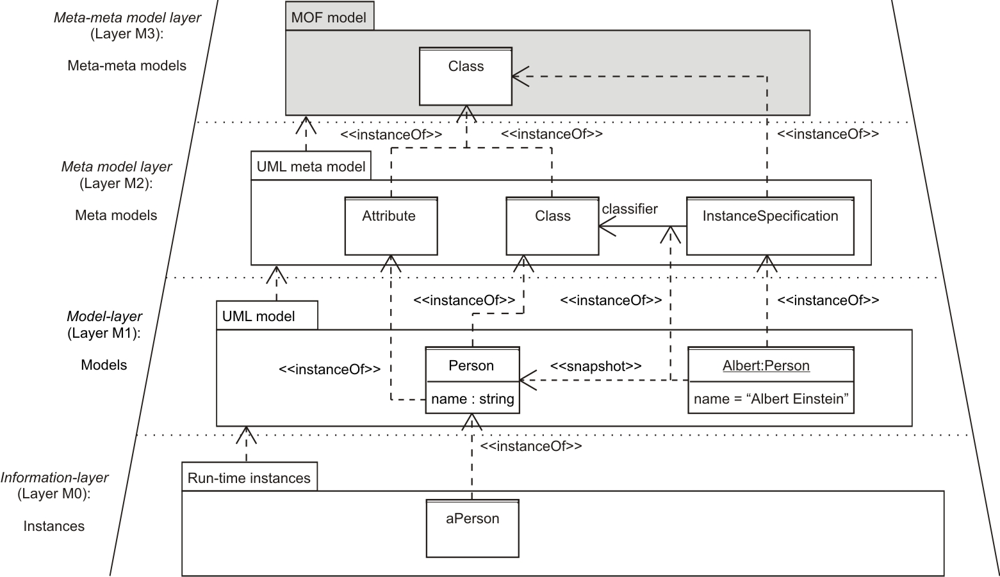 Meta-meta model layer
(Layer M3):
Meta-meta models
MOF model
Class
<<instanceOf>>
<<instanceOf>>
<<instanceOf>>
Meta model layer
(Layer M2):
Meta models
UML meta model
Attribute
Class
classifier
InstanceSpecification
<<instanceOf>>
<<instanceOf>>
<<instanceOf>>
Model-layer
(Layer M1):
Models
UML model
<<instanceOf>>
Person
name : string
<<snapshot>>
Albert:Person
name = “Albert Einstein”
<<instanceOf>>
Information-layer
(Layer M0):
Instances
Run-time instances
aPerson